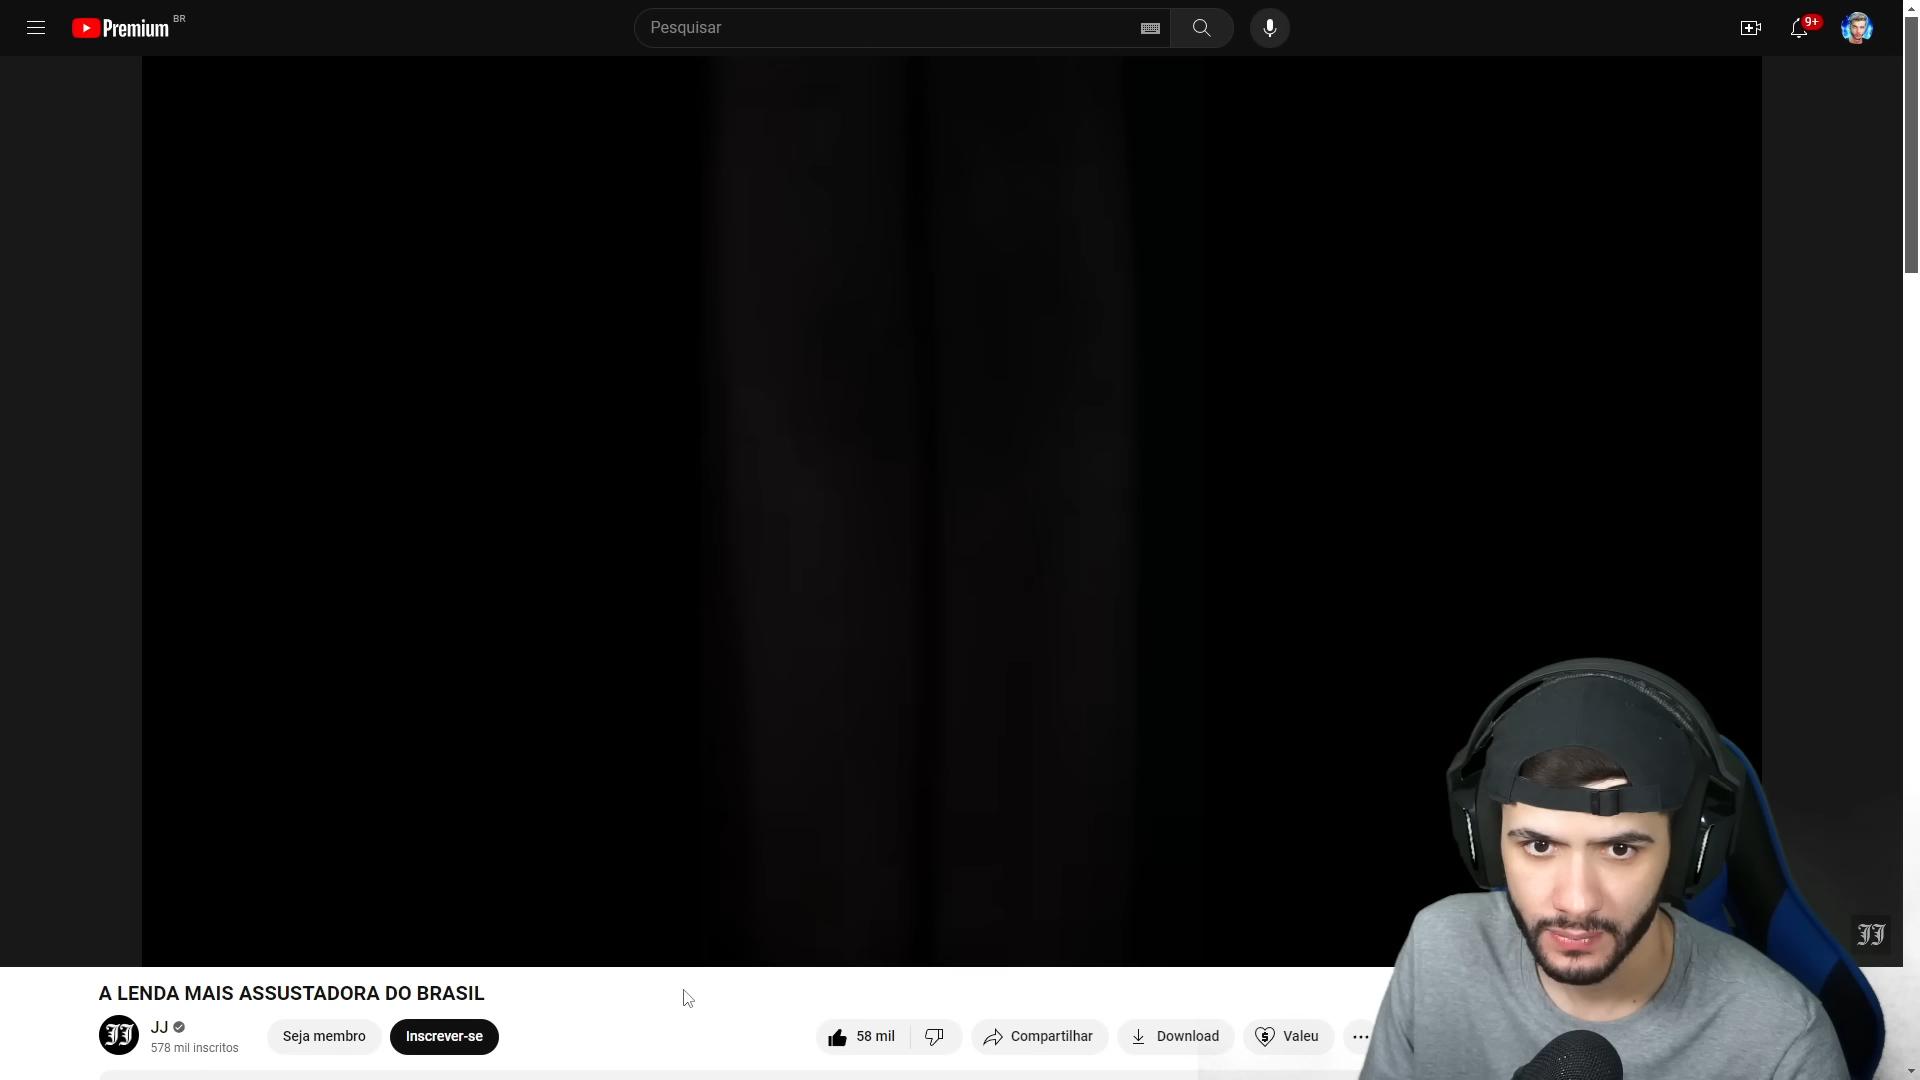 Premium BR
Pesquisar
9+
JJ
A LENDA MAIS ASSUSTADORA DO BRASIL
JJ
JJ
578 mil inscritos
Seja membro
Inscrever-se
58 mil
Compartilhar
Download
Valeu